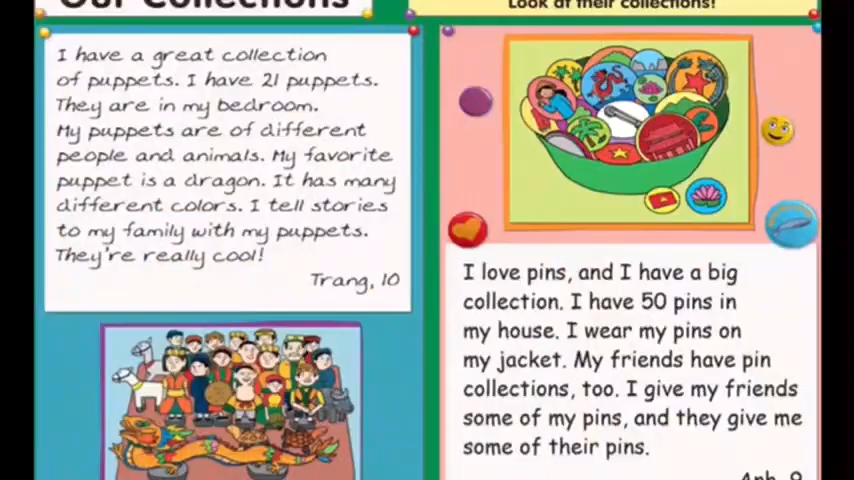 Our Collections
Look at their collections!
I have a great collection
of puppets. I have 21 puppets.
They are in my bedroom.
My puppets are of different
people and animals. My favorite
puppet is a dragon. It has many
different colors. I tell stories
to my family with my puppets.
They're really cool!
Trang, 10
I love pins, and I have a big
collection. I have 50 pins in
my house. I wear my pins on
my jacket. My friends have pin
collections, too. I give my friends
some of my pins, and they give me
some of their pins.
Anh, 9